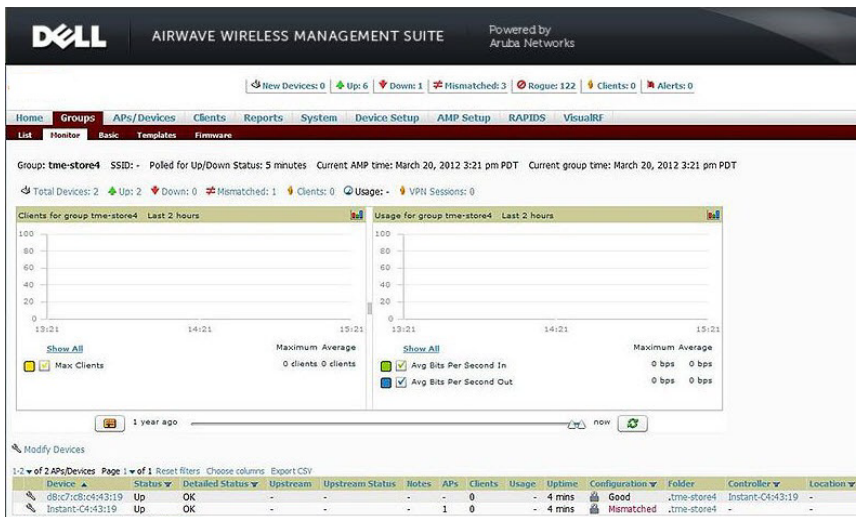 DELL AIRWAVE WIRELESS MANAGEMENT SUITE Powered by
Aruba Networks
New Devices: 0 Up: 6 Down: 1 Mismatched: 3 Rogue: 122 Clients: 0 Alerts: 0
Home Groups APs/Devices Clients Reports System Device Setup AMP Setup RAPIDS VisualRF
List Monitor Basic Templates Firmware
Group: tme-store4 SSID: - Polled for Up/Down Status: 5 minutes Current AMP time: March 20, 2012 3:21 pm PDT Current group time: March 20, 2012 3:21 pm PDT
Total Devices: 2 Up: 2 Down: 0 Mismatched: 1 Clients: 0 Usage: - VPN Sessions: 0
Clients for group tme-store4 Last 2 hours
100
80
60
40
20
0
13:21 14:21 15:21
Show All Maximum Average
Max Clients 0 clients 0 clients
Usage for group tme-store4 Last 2 hours
100
80
60
40
20
0
13:21 14:21 15:21
Show All Maximum Average
Avg Bits Per Second In 0 bps 0 bps
Avg Bits Per Second Out 0 bps 0 bps
1 year ago now
Modify Devices
1-2 of 2 APs/Devices Page 1 of 1 Reset filters Choose columns Export CSV
Device Status Detailed Status Upstream Upstream Status Notes APs Clients Usage Uptime Configuration Folder Controller Location
d8:c7:c8:c4:43:19 Up OK - - - - 0 - 4 mins Good .tme-store4 Instant-C4:43:19 -
Instant-C4:43:19 Up OK - - - 1 0 - 4 mins Mismatched .tme-store4 - -